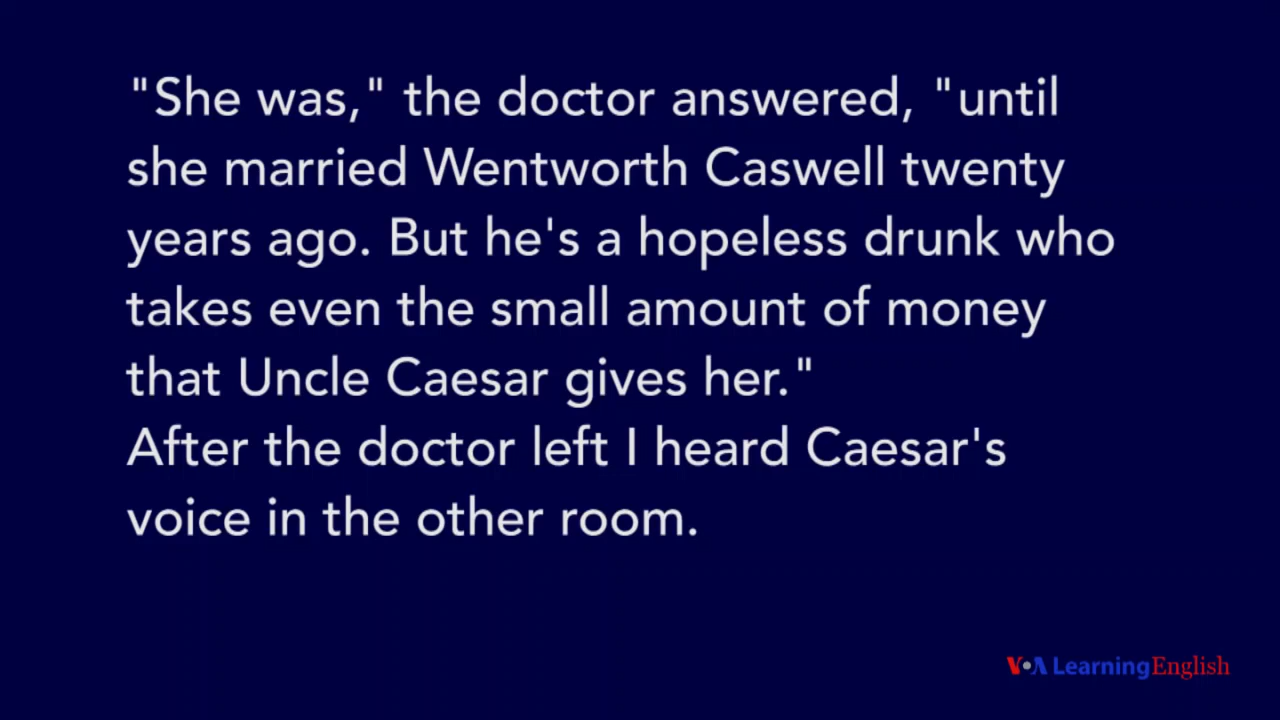 "She was," the doctor answered, "until
she married Wentworth Caswell twenty
years ago. But he's a hopeless drunk who
takes even the small amount of money
that Uncle Caesar gives her."
After the doctor left I heard Caesar's
voice in the other room.
VOA Learning English